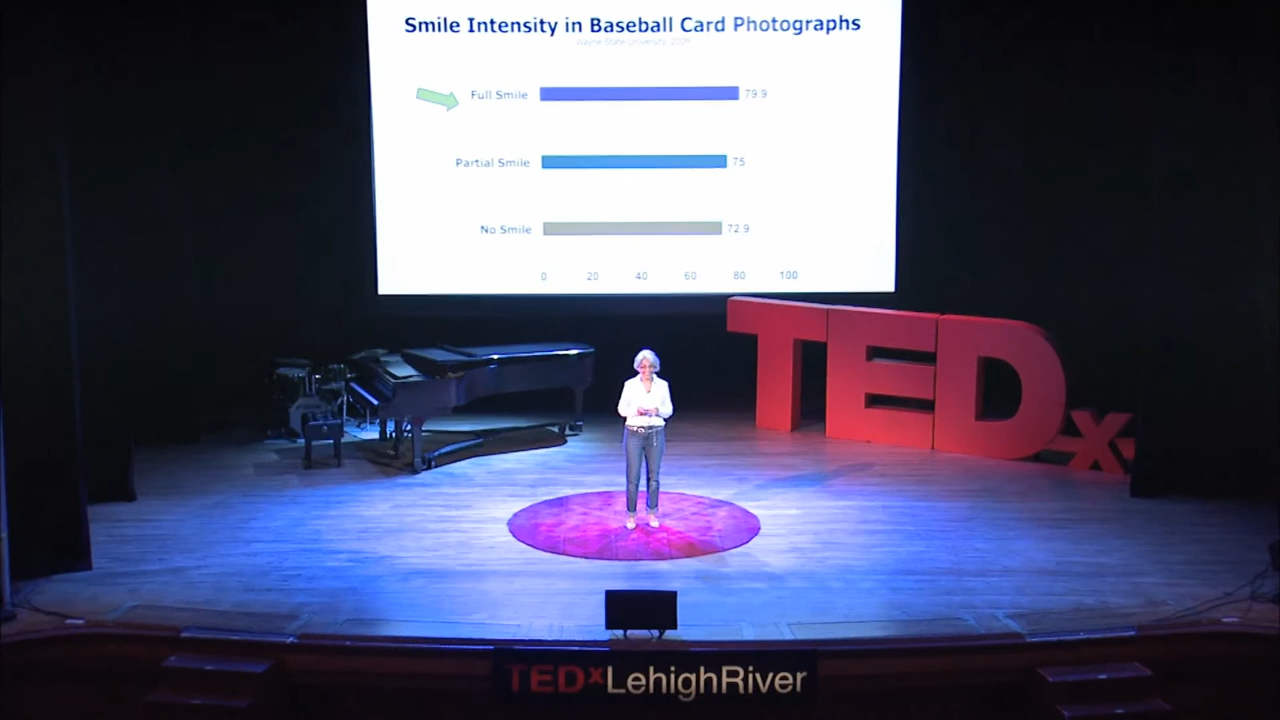 Smile Intensity in Baseball Card Photographs
Wayne State University, 2009
Full Smile 79.9
Partial Smile 75
No Smile 72.9
0 20 40 60 80 100
TEDx
TEDxLehighRiver